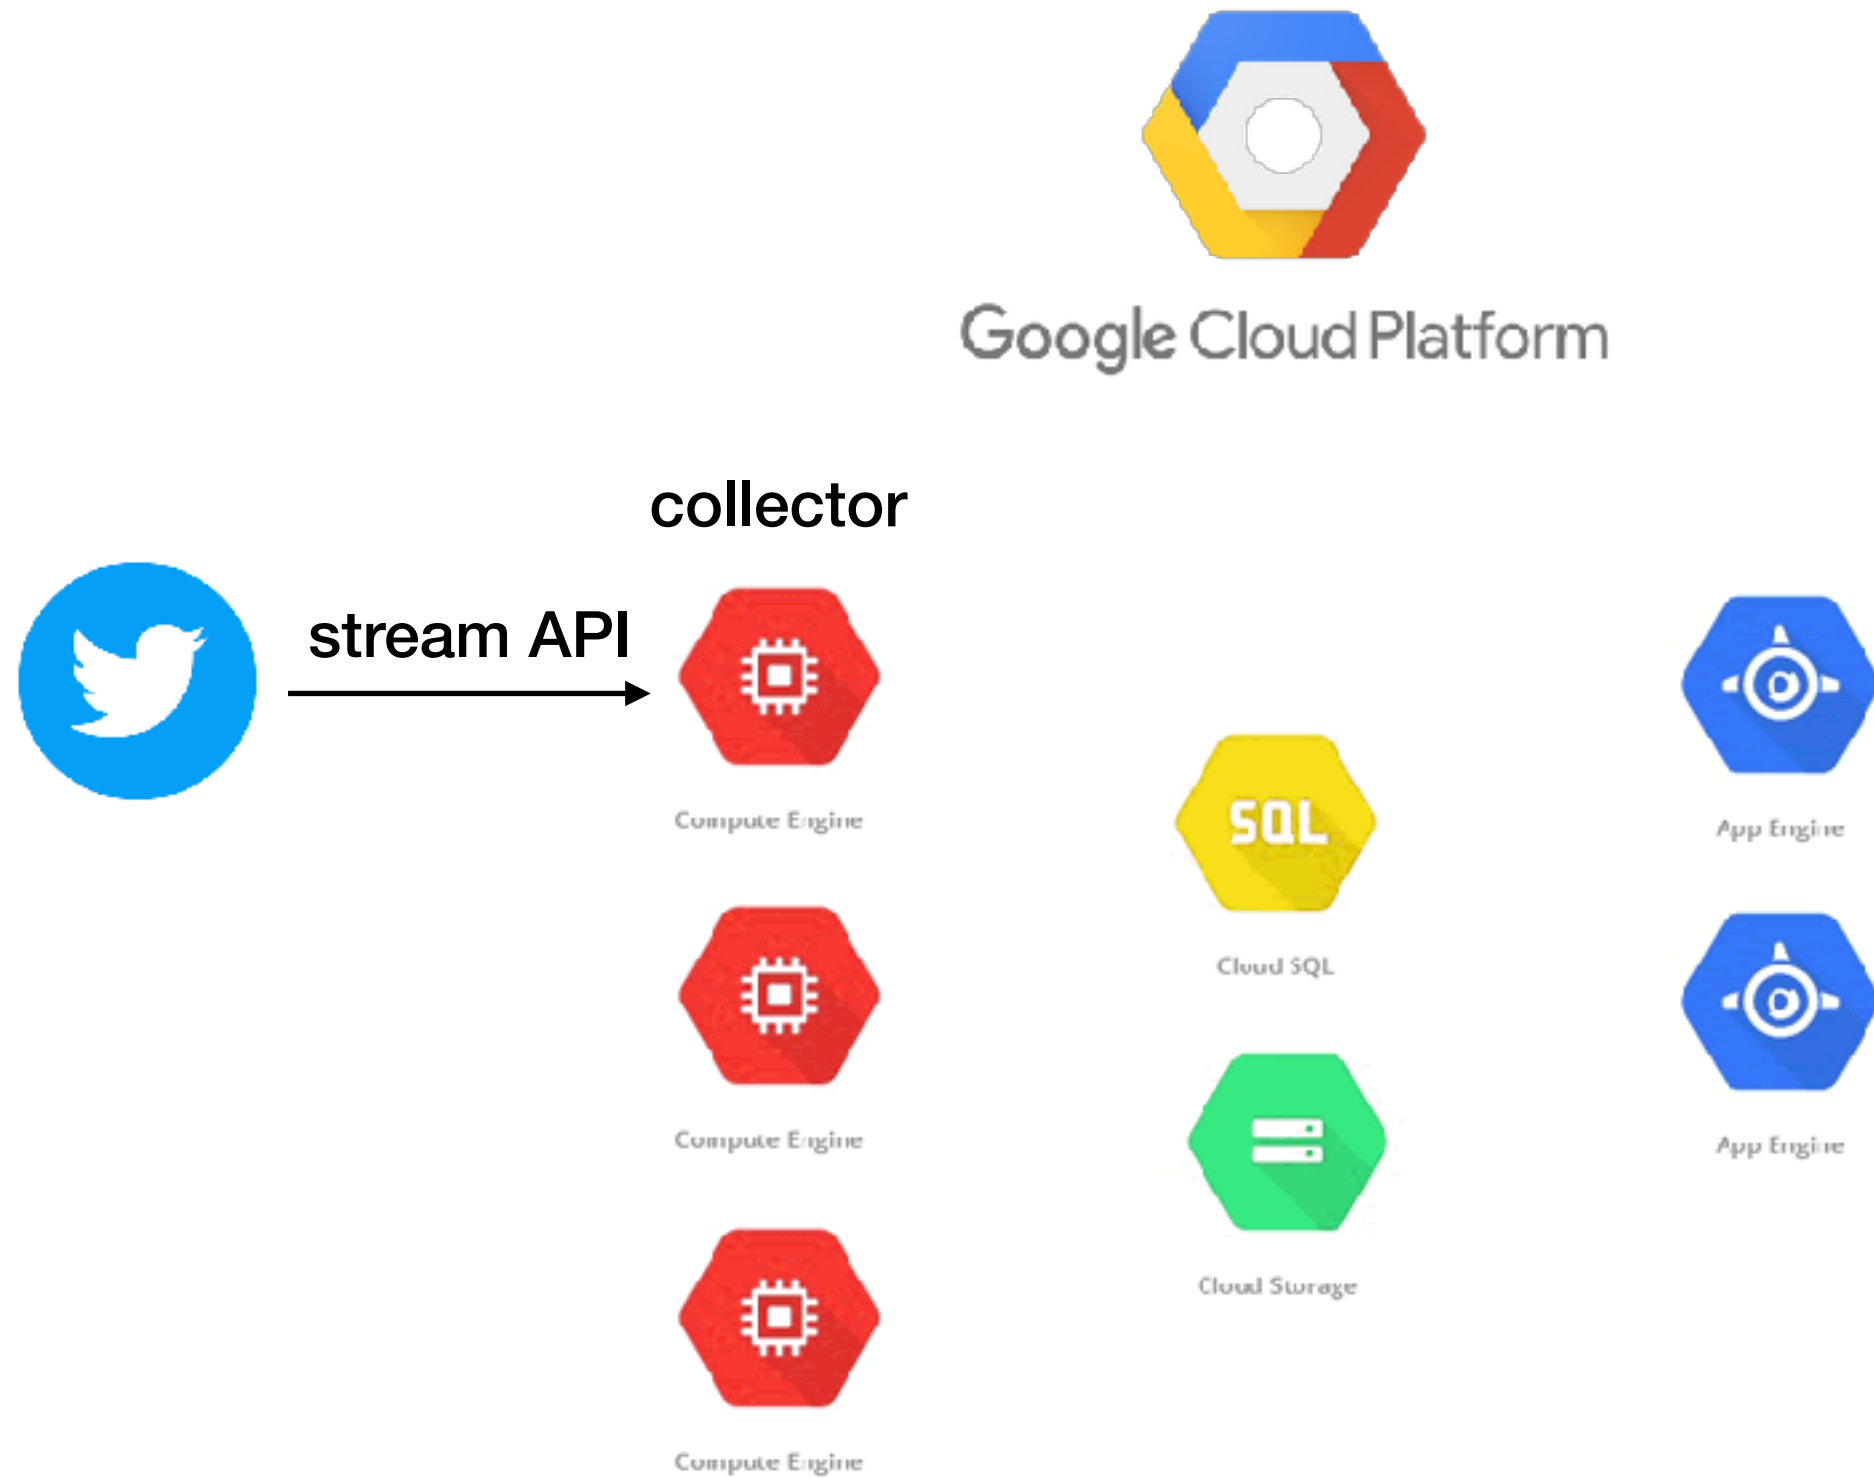 Google Cloud Platform
collector
stream API
Compute Engine
SQL
App Engine
Cloud SQL
Compute Engine
App Engine
Cloud Storage
Compute Engine